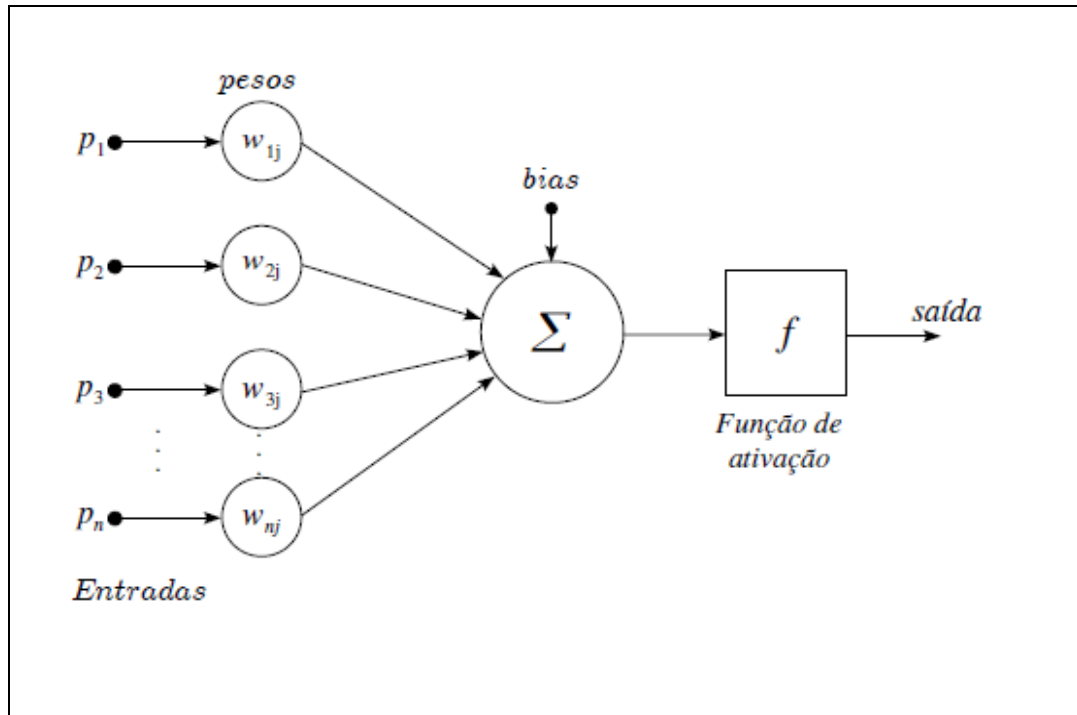 pesos
p1
w1j
bias
p2
w2j
Σ
f
saída
p3
w3j
Função de
ativação
pn
wnj
Entradas